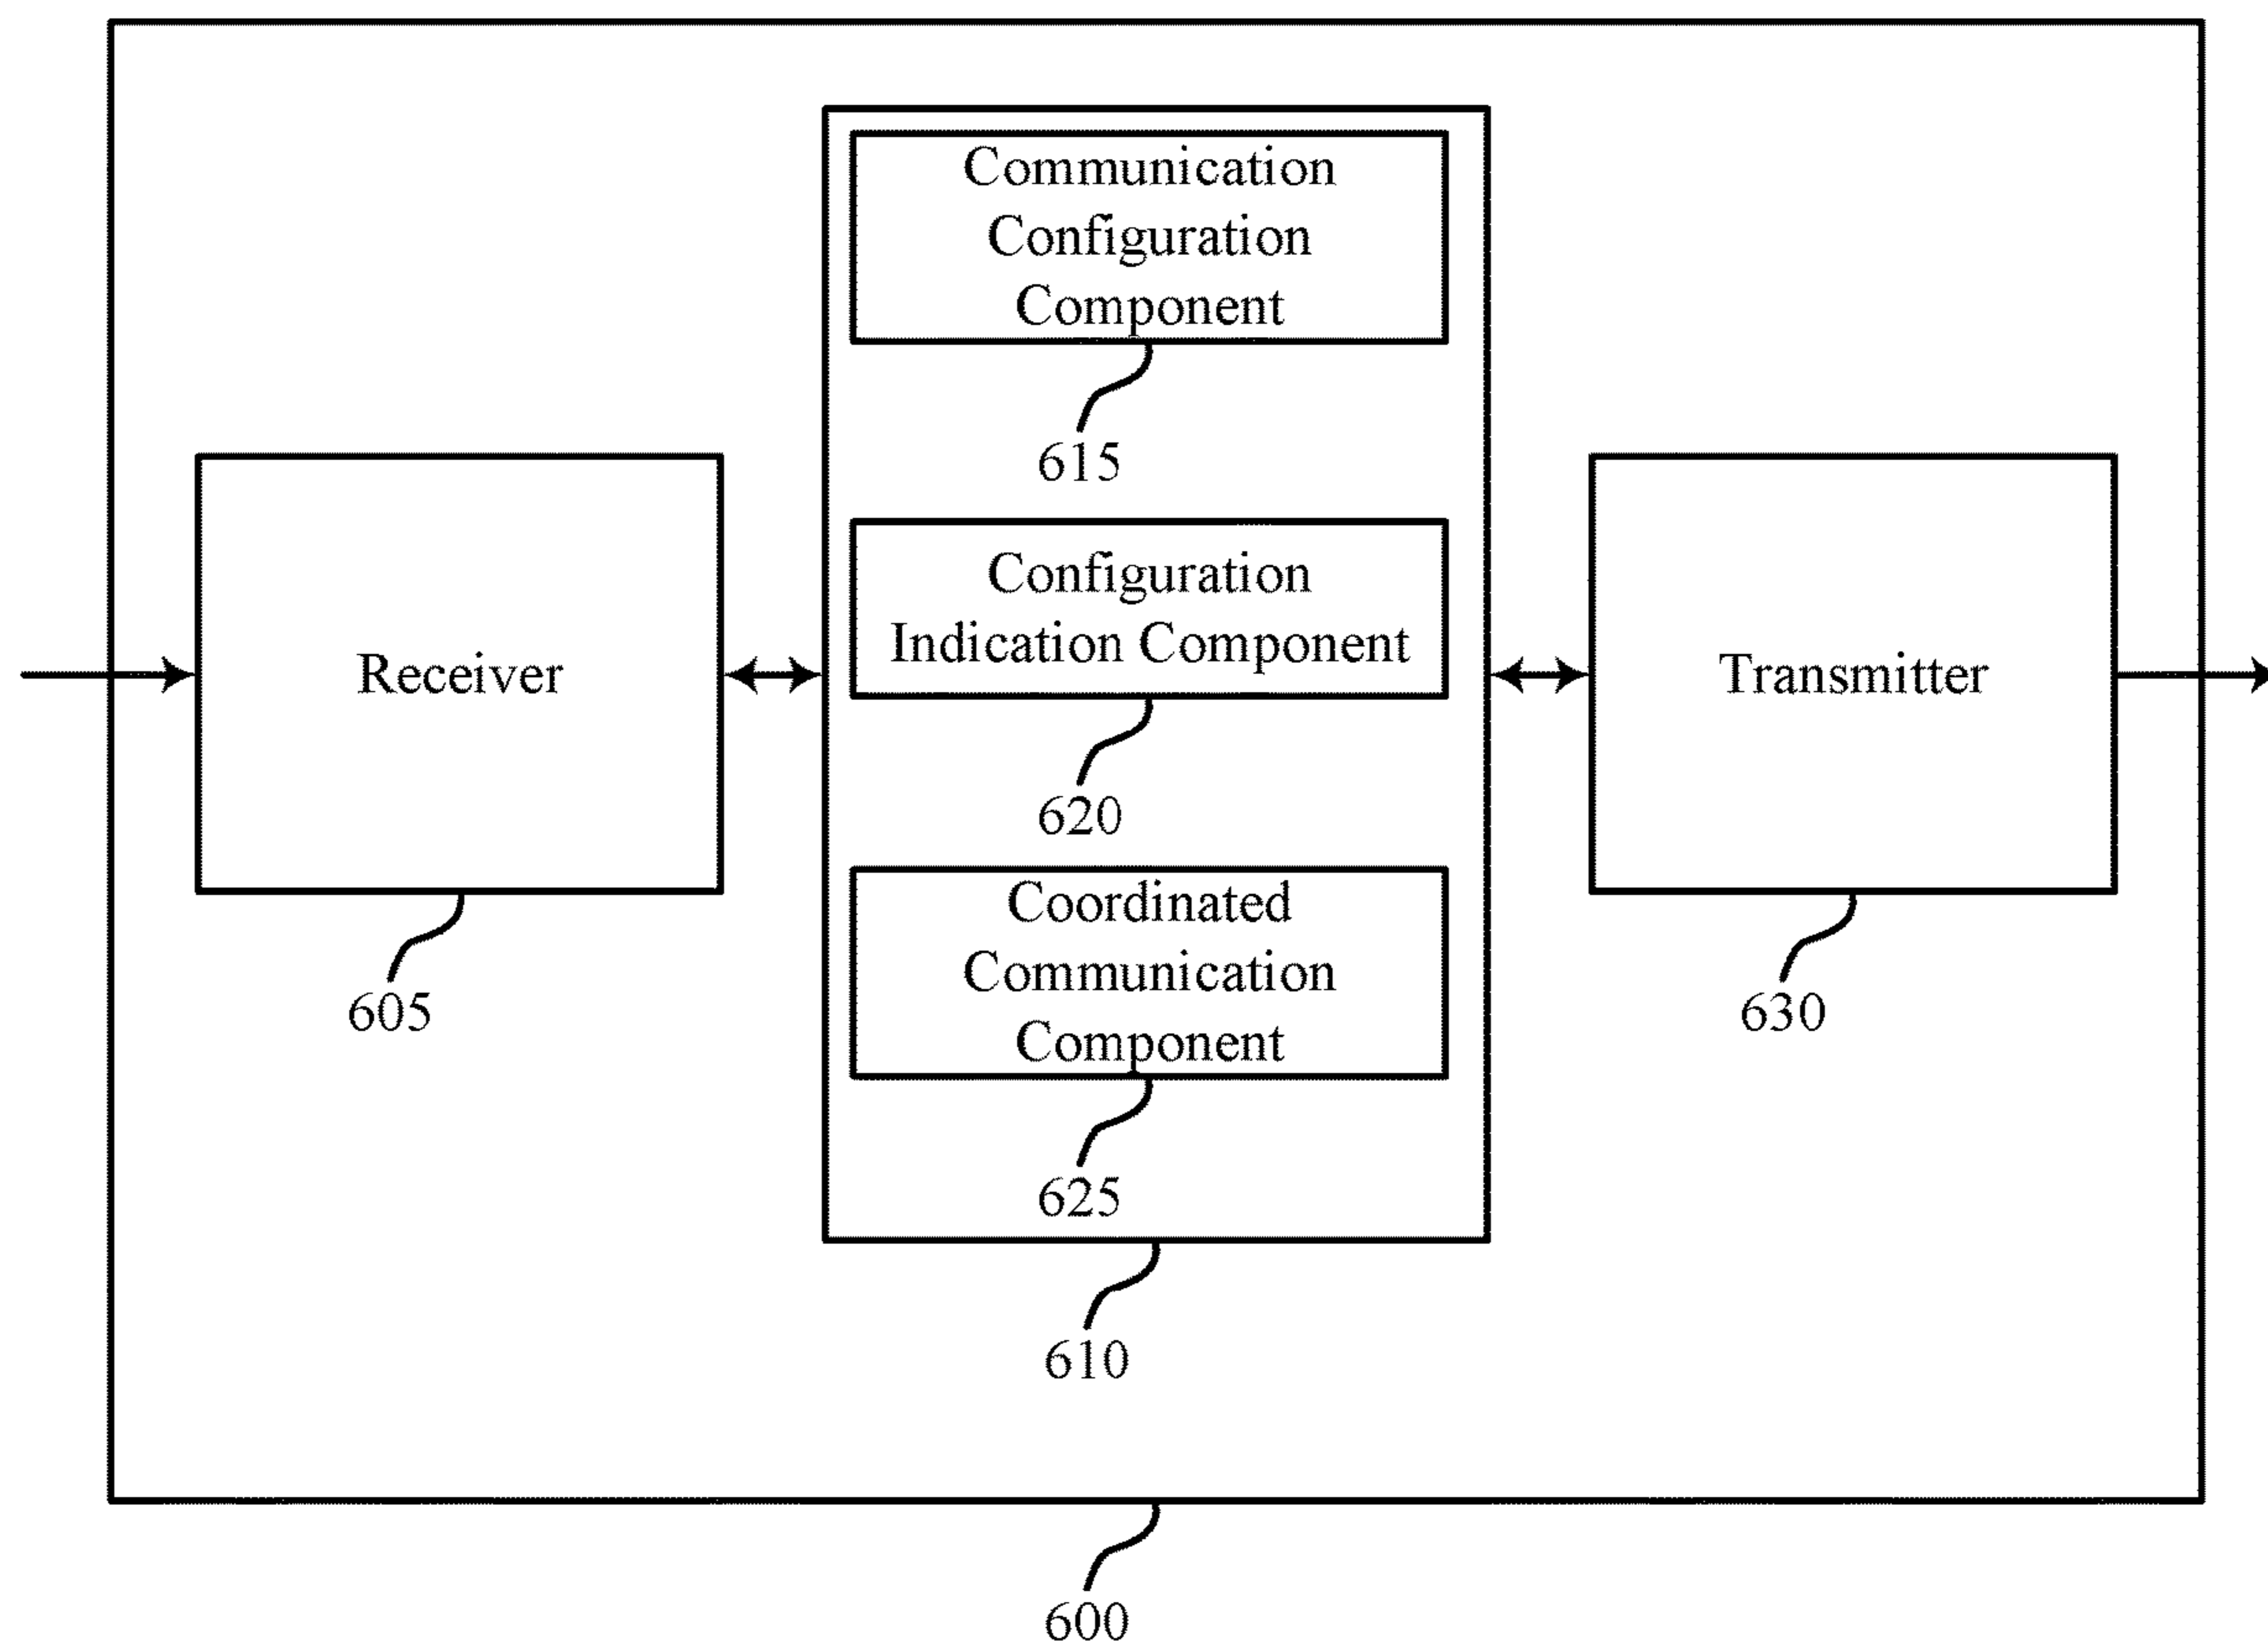 Communication
Configuration
Component
615
Configuration
Indication Component
620
Coordinated
Communication
Component
625
610
Receiver
605
Transmitter
630
600